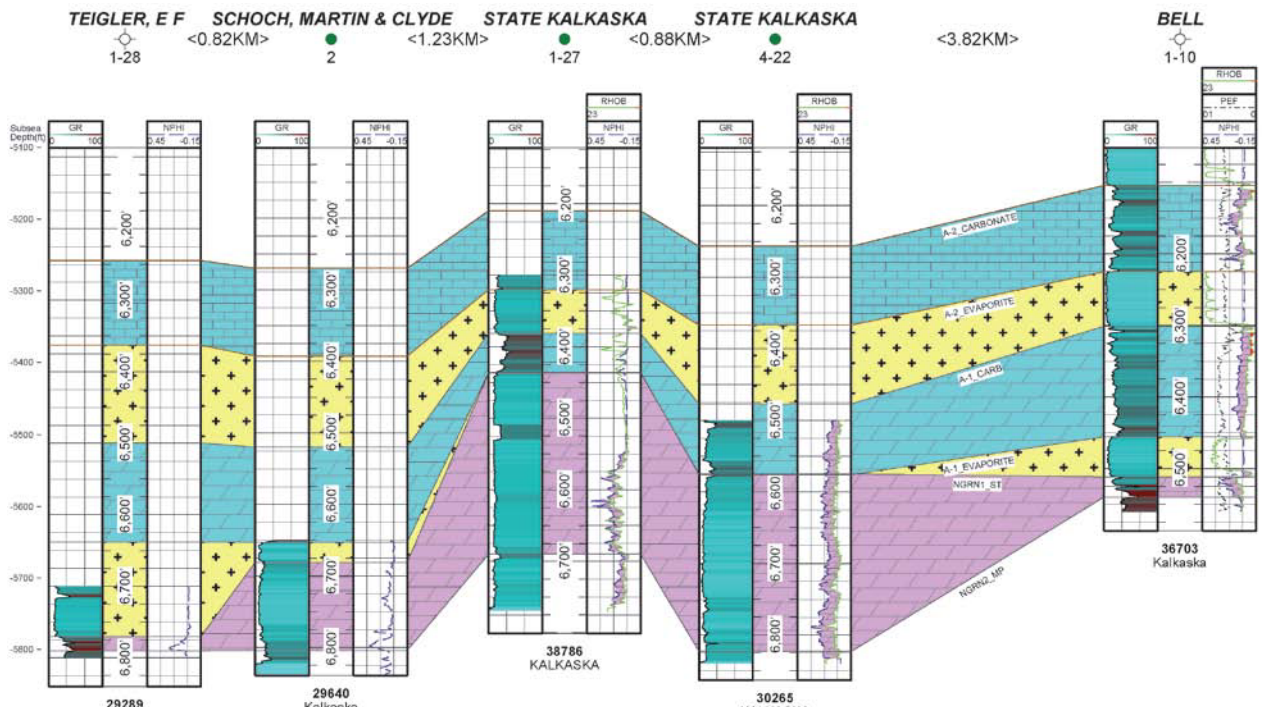 TEIGLER, E F SCHOCH, MARTIN & CLYDE STATE KALKASKA STATE KALKASKA BELL
<0.82KM> <1.23KM> <0.88KM> <3.82KM>
1-28 2 1-27 4-22 1-10
RHOB
23
PEF
01 0
RHOB
23
RHOB
23
Subsea
Depth(ft)
GR
0 100
NPHI
0.45 -0.15
GR
0 100
NPHI
0.45 -0.15
GR
0 100
NPHI
0.45 -0.15
GR
0 100
NPHI
0.45 -0.15
GR
0 100
NPHI
0.45 -0.15
-5100
-5200
-5300
-5400
-5500
-5600
-5700
-5800
6,200'
6,300'
6,400'
6,500'
6,600'
6,700'
6,800'
6,200'
6,300'
6,400'
6,500'
6,600'
6,700'
6,800'
6,200'
6,300'
6,400'
6,500'
6,600'
6,700'
6,200'
6,300'
6,400'
6,500'
6,600'
6,700'
6,800'
6,200'
6,300'
6,400'
6,500'
A-2_CARBONATE
A-2_EVAPORITE
A-1_CARB
A-1_EVAPORITE
NGRN1_ST
NGRN2_MP
29289
29640
Kalkaska
38786
KALKASKA
30265
36703
Kalkaska